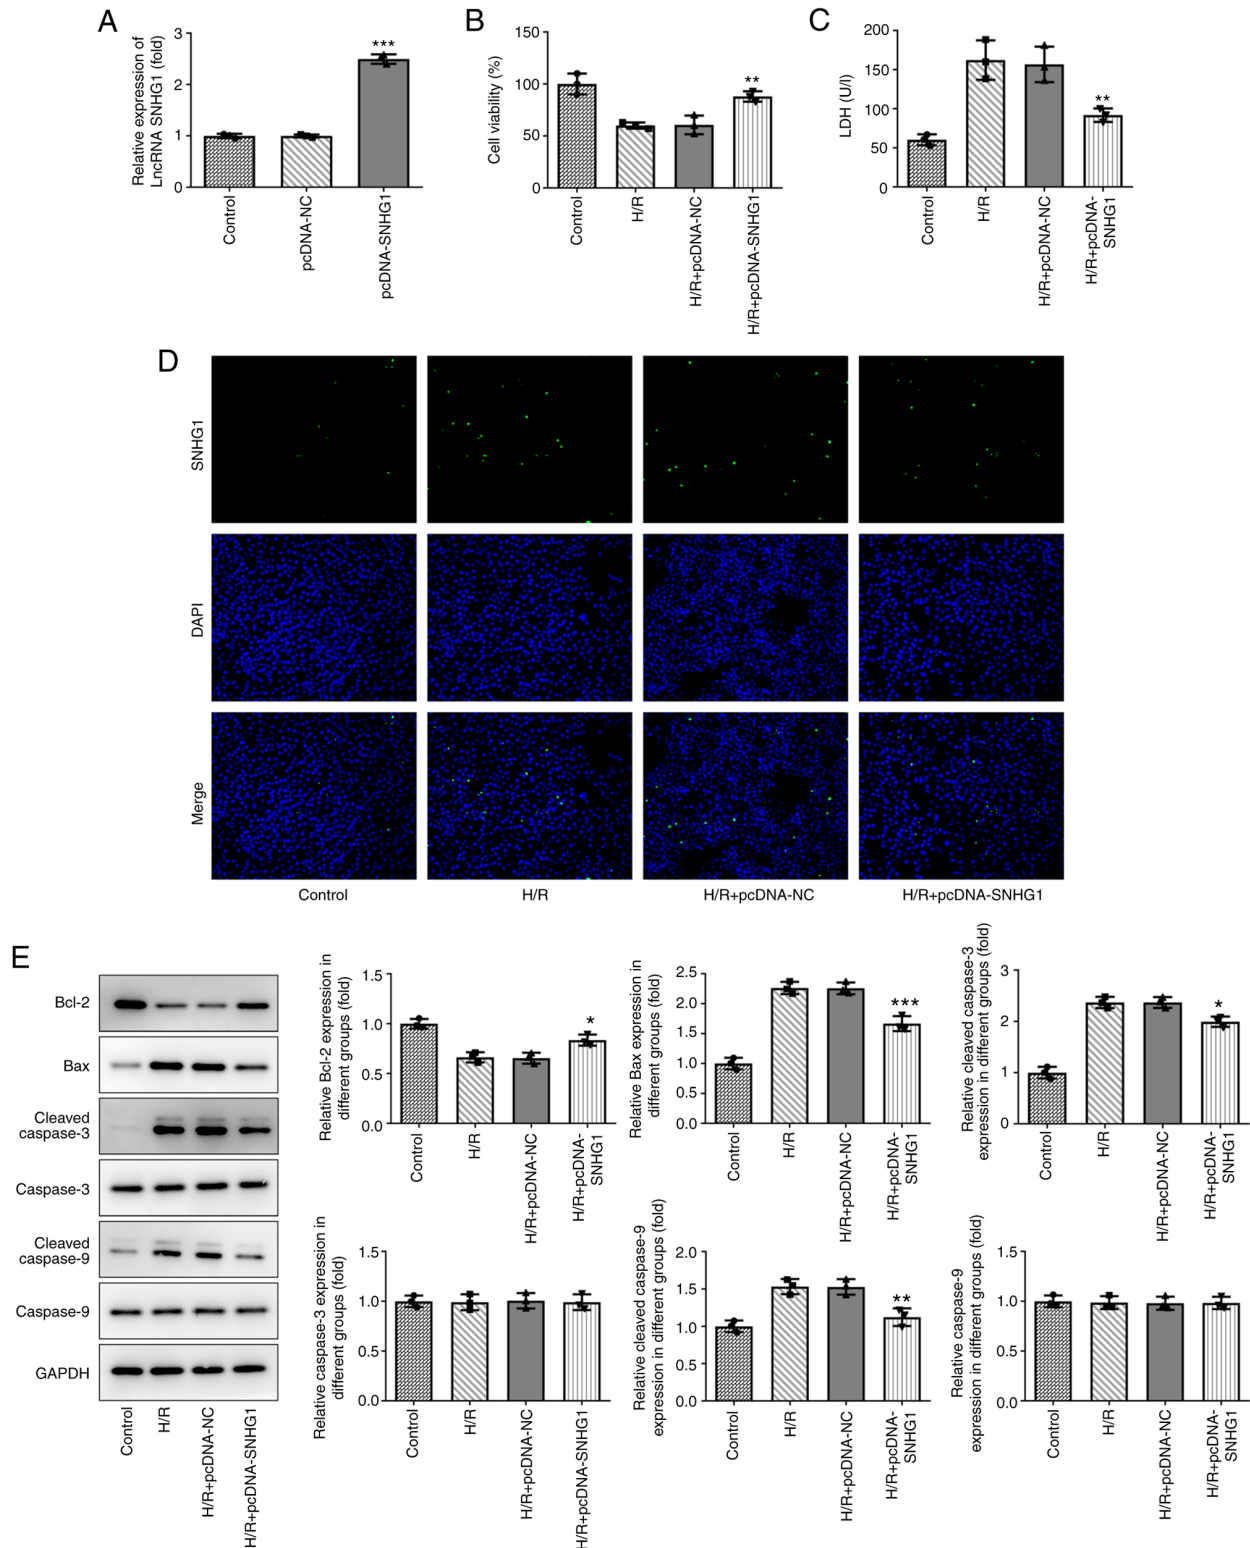 A
Relative expression of
LncRNA SNHG1 (fold)
3
2
1
0
***
Control
pcDNA-NC
pcDNA-SNHG1
B
Cell viability (%)
150
100
50
0
**
Control
H/R
H/R+pcDNA-NC
H/R+pcDNA-SNHG1
C
LDH (U/l)
200
150
100
50
0
**
Control
H/R
H/R+pcDNA-NC
H/R+pcDNA-
SNHG1
D
SNHG1
DAPI
Merge
Control
H/R
H/R+pcDNA-NC
H/R+pcDNA-SNHG1
E
Bcl-2
Bax
Cleaved
caspase-3
Caspase-3
Cleaved
caspase-9
Caspase-9
GAPDH
Control
H/R
H/R+pcDNA-NC
H/R+pcDNA-SNHG1
Relative Bcl-2 expression in
different groups (fold)
1.5
1.0
0.5
0.0
*
Control
H/R
H/R+pcDNA-NC
H/R+pcDNA-
SNHG1
Relative Bax expression in
different groups (fold)
2.5
2.0
1.5
1.0
0.5
0.0
***
Control
H/R
H/R+pcDNA-NC
H/R+pcDNA-
SNHG1
Relative cleaved caspase-3
expression in different groups (fold)
3
2
1
0
*
Control
H/R
H/R+pcDNA-NC
H/R+pcDNA-
SNHG1
Relative caspase-3 expression in
different groups (fold)
1.5
1.0
0.5
0.0
Control
H/R
H/R+pcDNA-NC
H/R+pcDNA-SNHG1
Relative cleaved caspase-9
expression in different groups (fold)
2.0
1.5
1.0
0.5
0.0
**
Control
H/R
H/R+pcDNA-NC
H/R+pcDNA-
SNHG1
Relative caspase-9
expression in different groups (fold)
1.5
1.0
0.5
0.0
Control
H/R
H/R+pcDNA-NC
H/R+pcDNA-
SNHG1